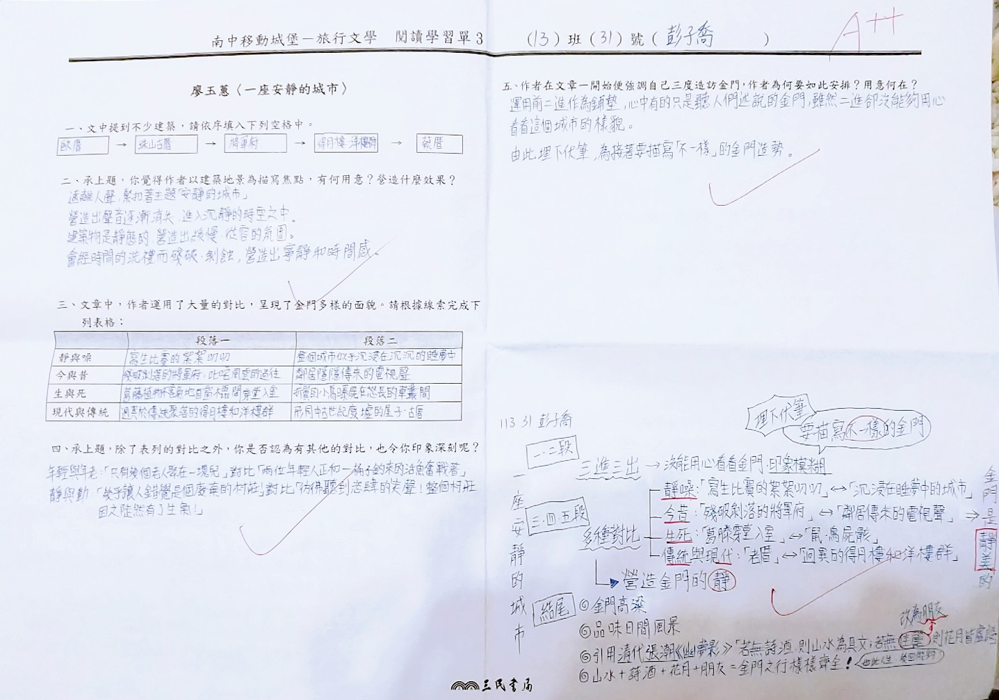 南中移動城堡－旅行文學 閱讀學習單 3 (13) 班 (31) 號 (彭子喬)
A++
廖玉蕙〈一座安靜的城市〉
一、文中提到不少建築，請依序填入下列空格中。
歐厝 → 珠山古厝 → 將軍府 → 得月樓·洋樓群 → 蔡厝
二、承上題，你覺得作者以建築地景為描寫焦點，有何用意？營造什麼效果？
遠離人聲，緊扣著主題「安靜的城市」
營造出聲音逐漸消失，進入沉靜的時空之中。
建築物是靜態的，營造出緩慢·從容的氛圍。
會經時間的洗禮而殘破·剝蝕，營造出寧靜和時間感。
三、文章中，作者運用了大量的對比，呈現了金門多樣的面貌。請根據線索完成下
列表格：
段落一 段落二
靜與噪 寫生比賽的絮絮叨叨 整個城市似乎沉浸在沉沉的睡夢中
今與昔 殘破剝落的將軍府，叱咤風雲的過往 鄰居隱隱傳來的電視聲
生與死 葛藤植物不客氣地自窗櫺間穿堂入室 折翼的小鳥曝屍在悠長的草叢間
現代與傳統 迥異於傳統聚落的得月樓和洋樓群 形同中古世紀廢墟的屋子·古厝
四、承上題，除了表列的對比之外，你是否認為有其他的對比，也令你印象深刻呢？
年輕與年老：「只有幾個老人聚在一塊兒」對比「兩位年輕人正和一桶子釣來的活魚奮戰著」
靜與動：「幾乎讓人錯覺是個廢棄的村莊」對比「彷彿聽到恣肆的笑聲！整個村莊
因之陡然有了生氣！」
五、作者在文章一開始便強調自己三度造訪金門，作者為何要如此安排？用意何在？
運用前二進作為鋪墊，心中有的只是聽人們述說的金門，雖然二進卻沒能夠用心
看看這個城市的樣貌。
由此埋下伏筆，為接著要描寫「不一樣」的金門造勢。
113 31 彭子喬
埋下伏筆
要描寫不一樣的金門
一座安靜的城市
一·二段
三進三出 → 沒能用心看看金門·印象模糊
三·四·五段
多種對比
靜噪：「寫生比賽的絮絮叨叨」↔「沉浸在睡夢中的城市」
今昔：「殘破剝落的將軍府」↔「鄰居傳來的電視聲」
生死：「葛藤穿堂入室」↔「鼠·鳥屍骸」
傳統與現代：「老厝」↔「迥異的得月樓和洋樓群」
⇒ 金門是靜美的
營造金門的靜
結尾
◎金門高粱
◎品味日間風景
改為朋友
◎引用清代張潮《幽夢影》「若無詩酒，則山水為具文；若無佳麗，則花月皆虛設
◎山水＋詩酒＋花月＋朋友＝金門之行樣樣齊全！
三民書局